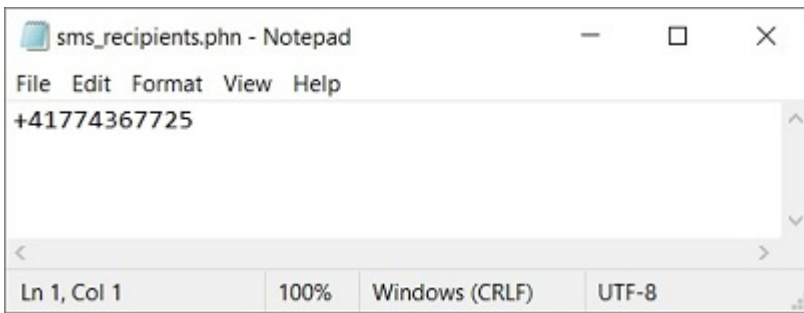 sms_recipients.phn - Notepad
File Edit Format View Help
+41774367725
Ln 1, Col 1 100% Windows (CRLF) UTF-8